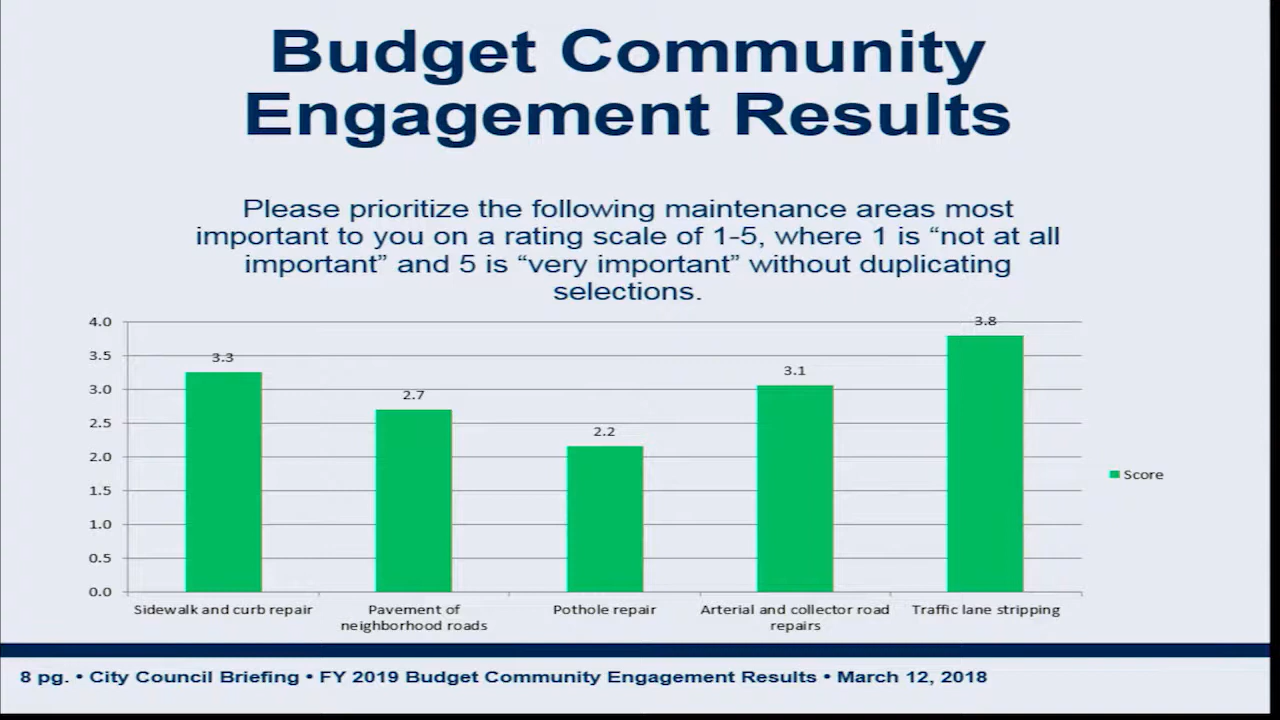 Budget Community
Engagement Results
Please prioritize the following maintenance areas most
important to you on a rating scale of 1-5, where 1 is “not at all
important” and 5 is “very important” without duplicating
selections.
4.0
3.5
3.0
2.5
2.0
1.5
1.0
0.5
0.0
3.3
2.7
2.2
3.1
3.8
Sidewalk and curb repair
Pavement of
neighborhood roads
Pothole repair
Arterial and collector road
repairs
Traffic lane stripping
Score
8 pg. • City Council Briefing • FY 2019 Budget Community Engagement Results • March 12, 2018